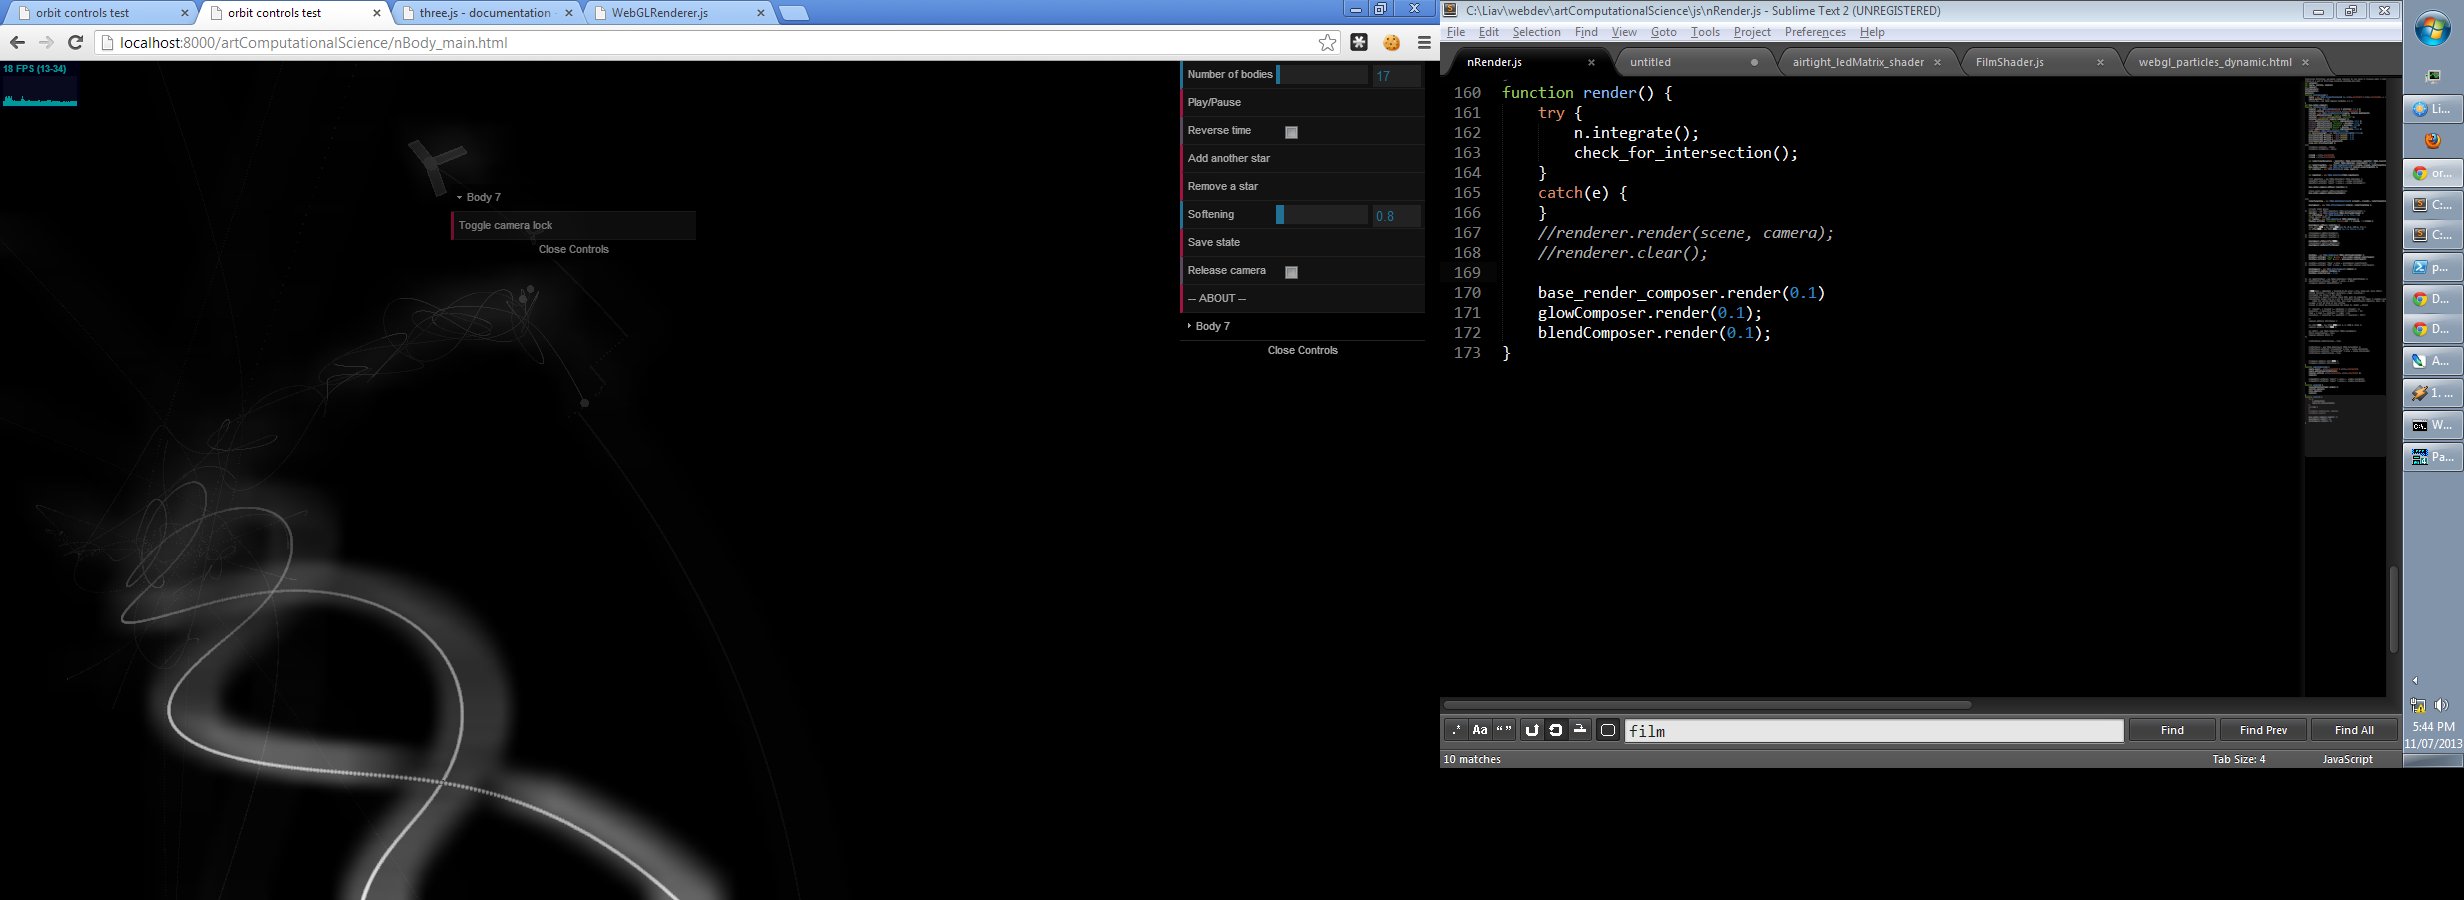 orbit controls test
orbit controls test
three.js - documentation
WebGLRenderer.js
localhost:8000/artComputationalScience/nBody_main.html
18 FPS (13-34)
Body 7
Toggle camera lock
Close Controls
Number of bodies 17
Play/Pause
Reverse time
Add another star
Remove a star
Softening 0.8
Save state
Release camera
-- ABOUT --
Body 7
Close Controls
C:\Liav\webdev\artComputationalScience\js\nRender.js - Sublime Text 2 (UNREGISTERED)
File Edit Selection Find View Goto Tools Project Preferences Help
nRender.js
untitled
airtight_ledMatrix_shader
FilmShader.js
webgl_particles_dynamic.html
160 function render() {
161 try {
162 n.integrate();
163 check_for_intersection();
164 }
165 catch(e) {
166 }
167 //renderer.render(scene, camera);
168 //renderer.clear();
169
170 base_render_composer.render(0.1)
171 glowComposer.render(0.1);
172 blendComposer.render(0.1);
173 }
.* Aa “ ”
film
Find
Find Prev
Find All
10 matches
Tab Size: 4
JavaScript
Li...
or...
C:...
C:...
p...
D...
D...
A...
1. ...
W...
Pa...
5:44 PM
11/07/2013